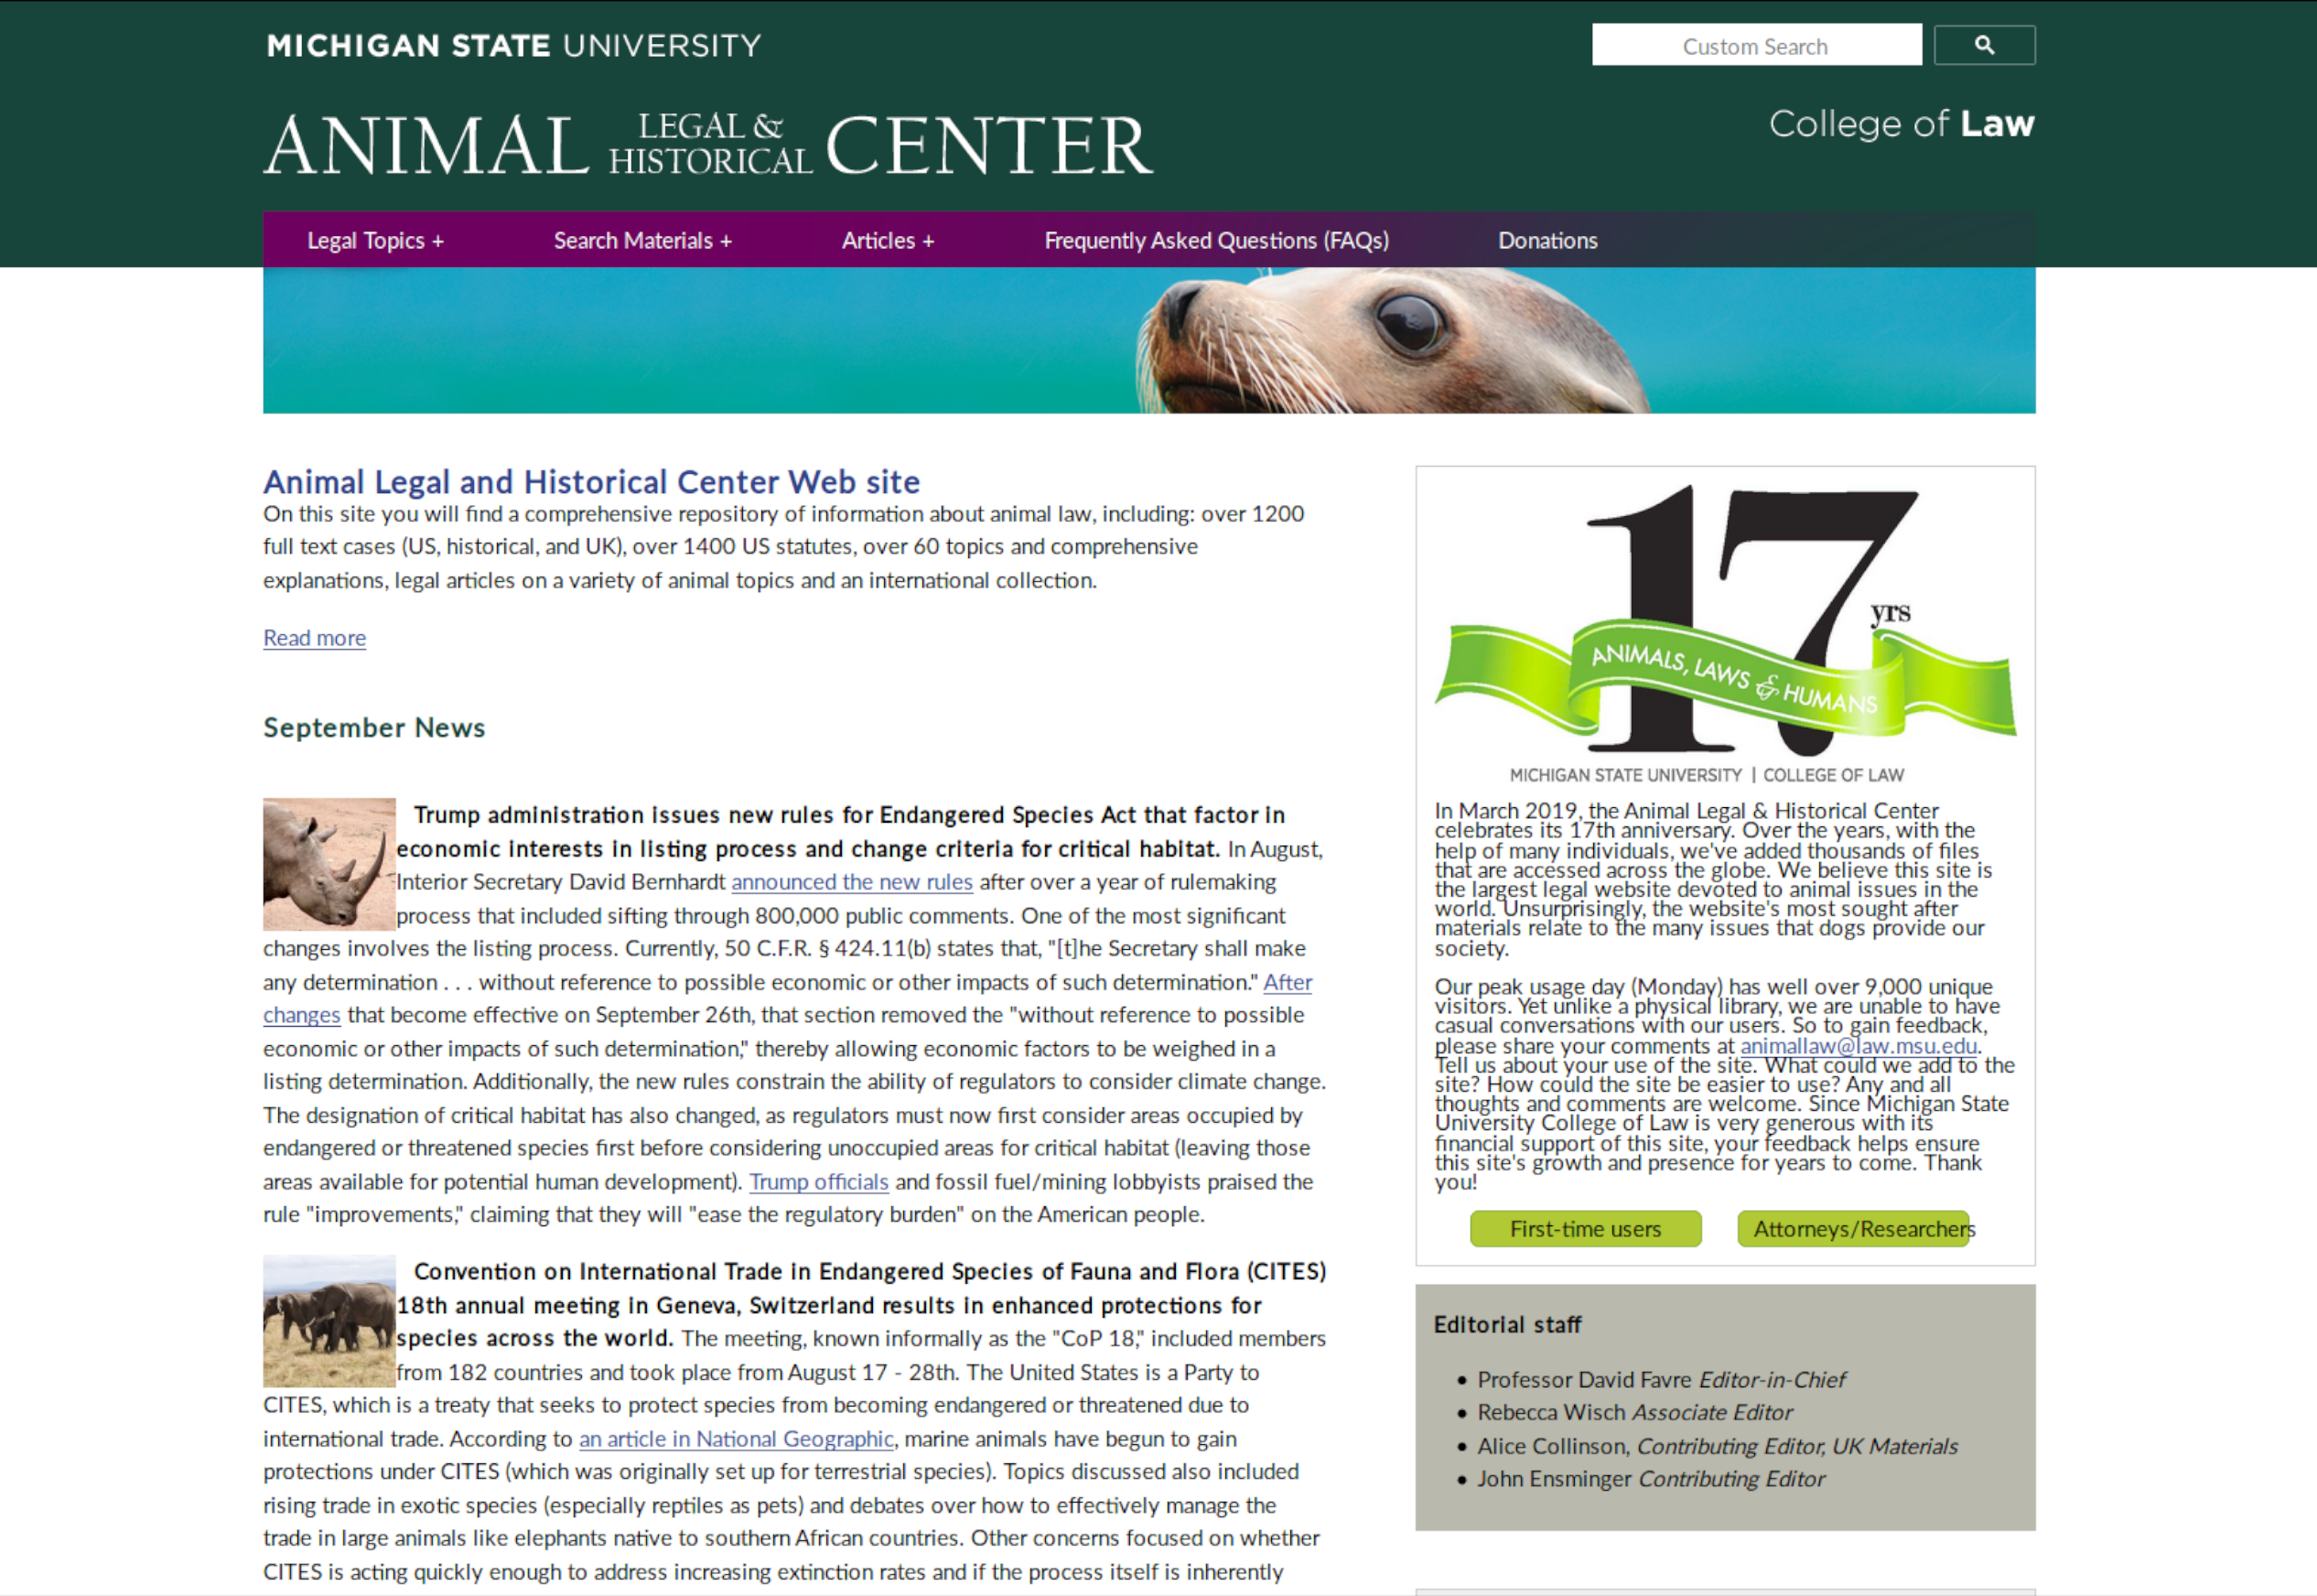 MICHIGAN STATE UNIVERSITY
Custom Search
ANIMAL LEGAL & HISTORICAL CENTER
College of Law
Legal Topics +
Search Materials +
Articles +
Frequently Asked Questions (FAQs)
Donations
Animal Legal and Historical Center Web site
On this site you will find a comprehensive repository of information about animal law, including: over 1200
full text cases (US, historical, and UK), over 1400 US statutes, over 60 topics and comprehensive
explanations, legal articles on a variety of animal topics and an international collection.
Read more
September News
Trump administration issues new rules for Endangered Species Act that factor in
economic interests in listing process and change criteria for critical habitat. In August,
Interior Secretary David Bernhardt announced the new rules after over a year of rulemaking
process that included sifting through 800,000 public comments. One of the most significant
changes involves the listing process. Currently, 50 C.F.R. § 424.11(b) states that, "[t]he Secretary shall make
any determination . . . without reference to possible economic or other impacts of such determination." After
changes that become effective on September 26th, that section removed the "without reference to possible
economic or other impacts of such determination," thereby allowing economic factors to be weighed in a
listing determination. Additionally, the new rules constrain the ability of regulators to consider climate change.
The designation of critical habitat has also changed, as regulators must now first consider areas occupied by
endangered or threatened species first before considering unoccupied areas for critical habitat (leaving those
areas available for potential human development). Trump officials and fossil fuel/mining lobbyists praised the
rule "improvements," claiming that they will "ease the regulatory burden" on the American people.
Convention on International Trade in Endangered Species of Fauna and Flora (CITES)
18th annual meeting in Geneva, Switzerland results in enhanced protections for
species across the world. The meeting, known informally as the "CoP 18," included members
from 182 countries and took place from August 17 - 28th. The United States is a Party to
CITES, which is a treaty that seeks to protect species from becoming endangered or threatened due to
international trade. According to an article in National Geographic, marine animals have begun to gain
protections under CITES (which was originally set up for terrestrial species). Topics discussed also included
rising trade in exotic species (especially reptiles as pets) and debates over how to effectively manage the
trade in large animals like elephants native to southern African countries. Other concerns focused on whether
CITES is acting quickly enough to address increasing extinction rates and if the process itself is inherently
17 yrs
ANIMALS, LAWS & HUMANS
MICHIGAN STATE UNIVERSITY | COLLEGE OF LAW
In March 2019, the Animal Legal & Historical Center
celebrates its 17th anniversary. Over the years, with the
help of many individuals, we've added thousands of files
that are accessed across the globe. We believe this site is
the largest legal website devoted to animal issues in the
world. Unsurprisingly, the website's most sought after
materials relate to the many issues that dogs provide our
society.
Our peak usage day (Monday) has well over 9,000 unique
visitors. Yet unlike a physical library, we are unable to have
casual conversations with our users. So to gain feedback,
please share your comments at animallaw@law.msu.edu.
Tell us about your use of the site. What could we add to the
site? How could the site be easier to use? Any and all
thoughts and comments are welcome. Since Michigan State
University College of Law is very generous with its
financial support of this site, your feedback helps ensure
this site's growth and presence for years to come. Thank
you!
First-time users
Attorneys/Researchers
Editorial staff
• Professor David Favre Editor-in-Chief
• Rebecca Wisch Associate Editor
• Alice Collinson, Contributing Editor, UK Materials
• John Ensminger Contributing Editor